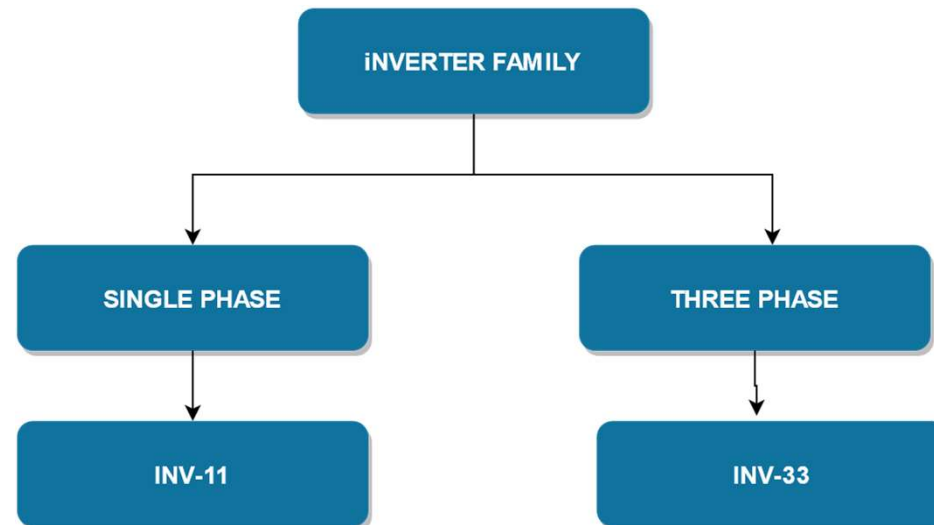 iNVERTER FAMILY
SINGLE PHASE
THREE PHASE
INV-11
INV-33